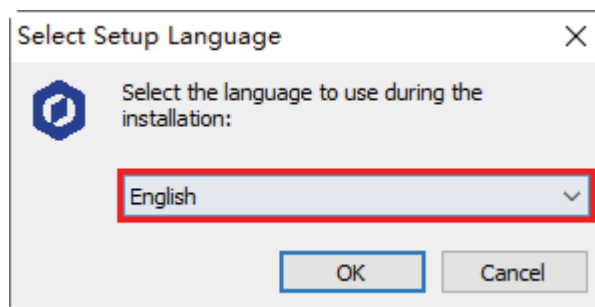 Select Setup Language
Select the language to use during the
installation:
English
OK
Cancel